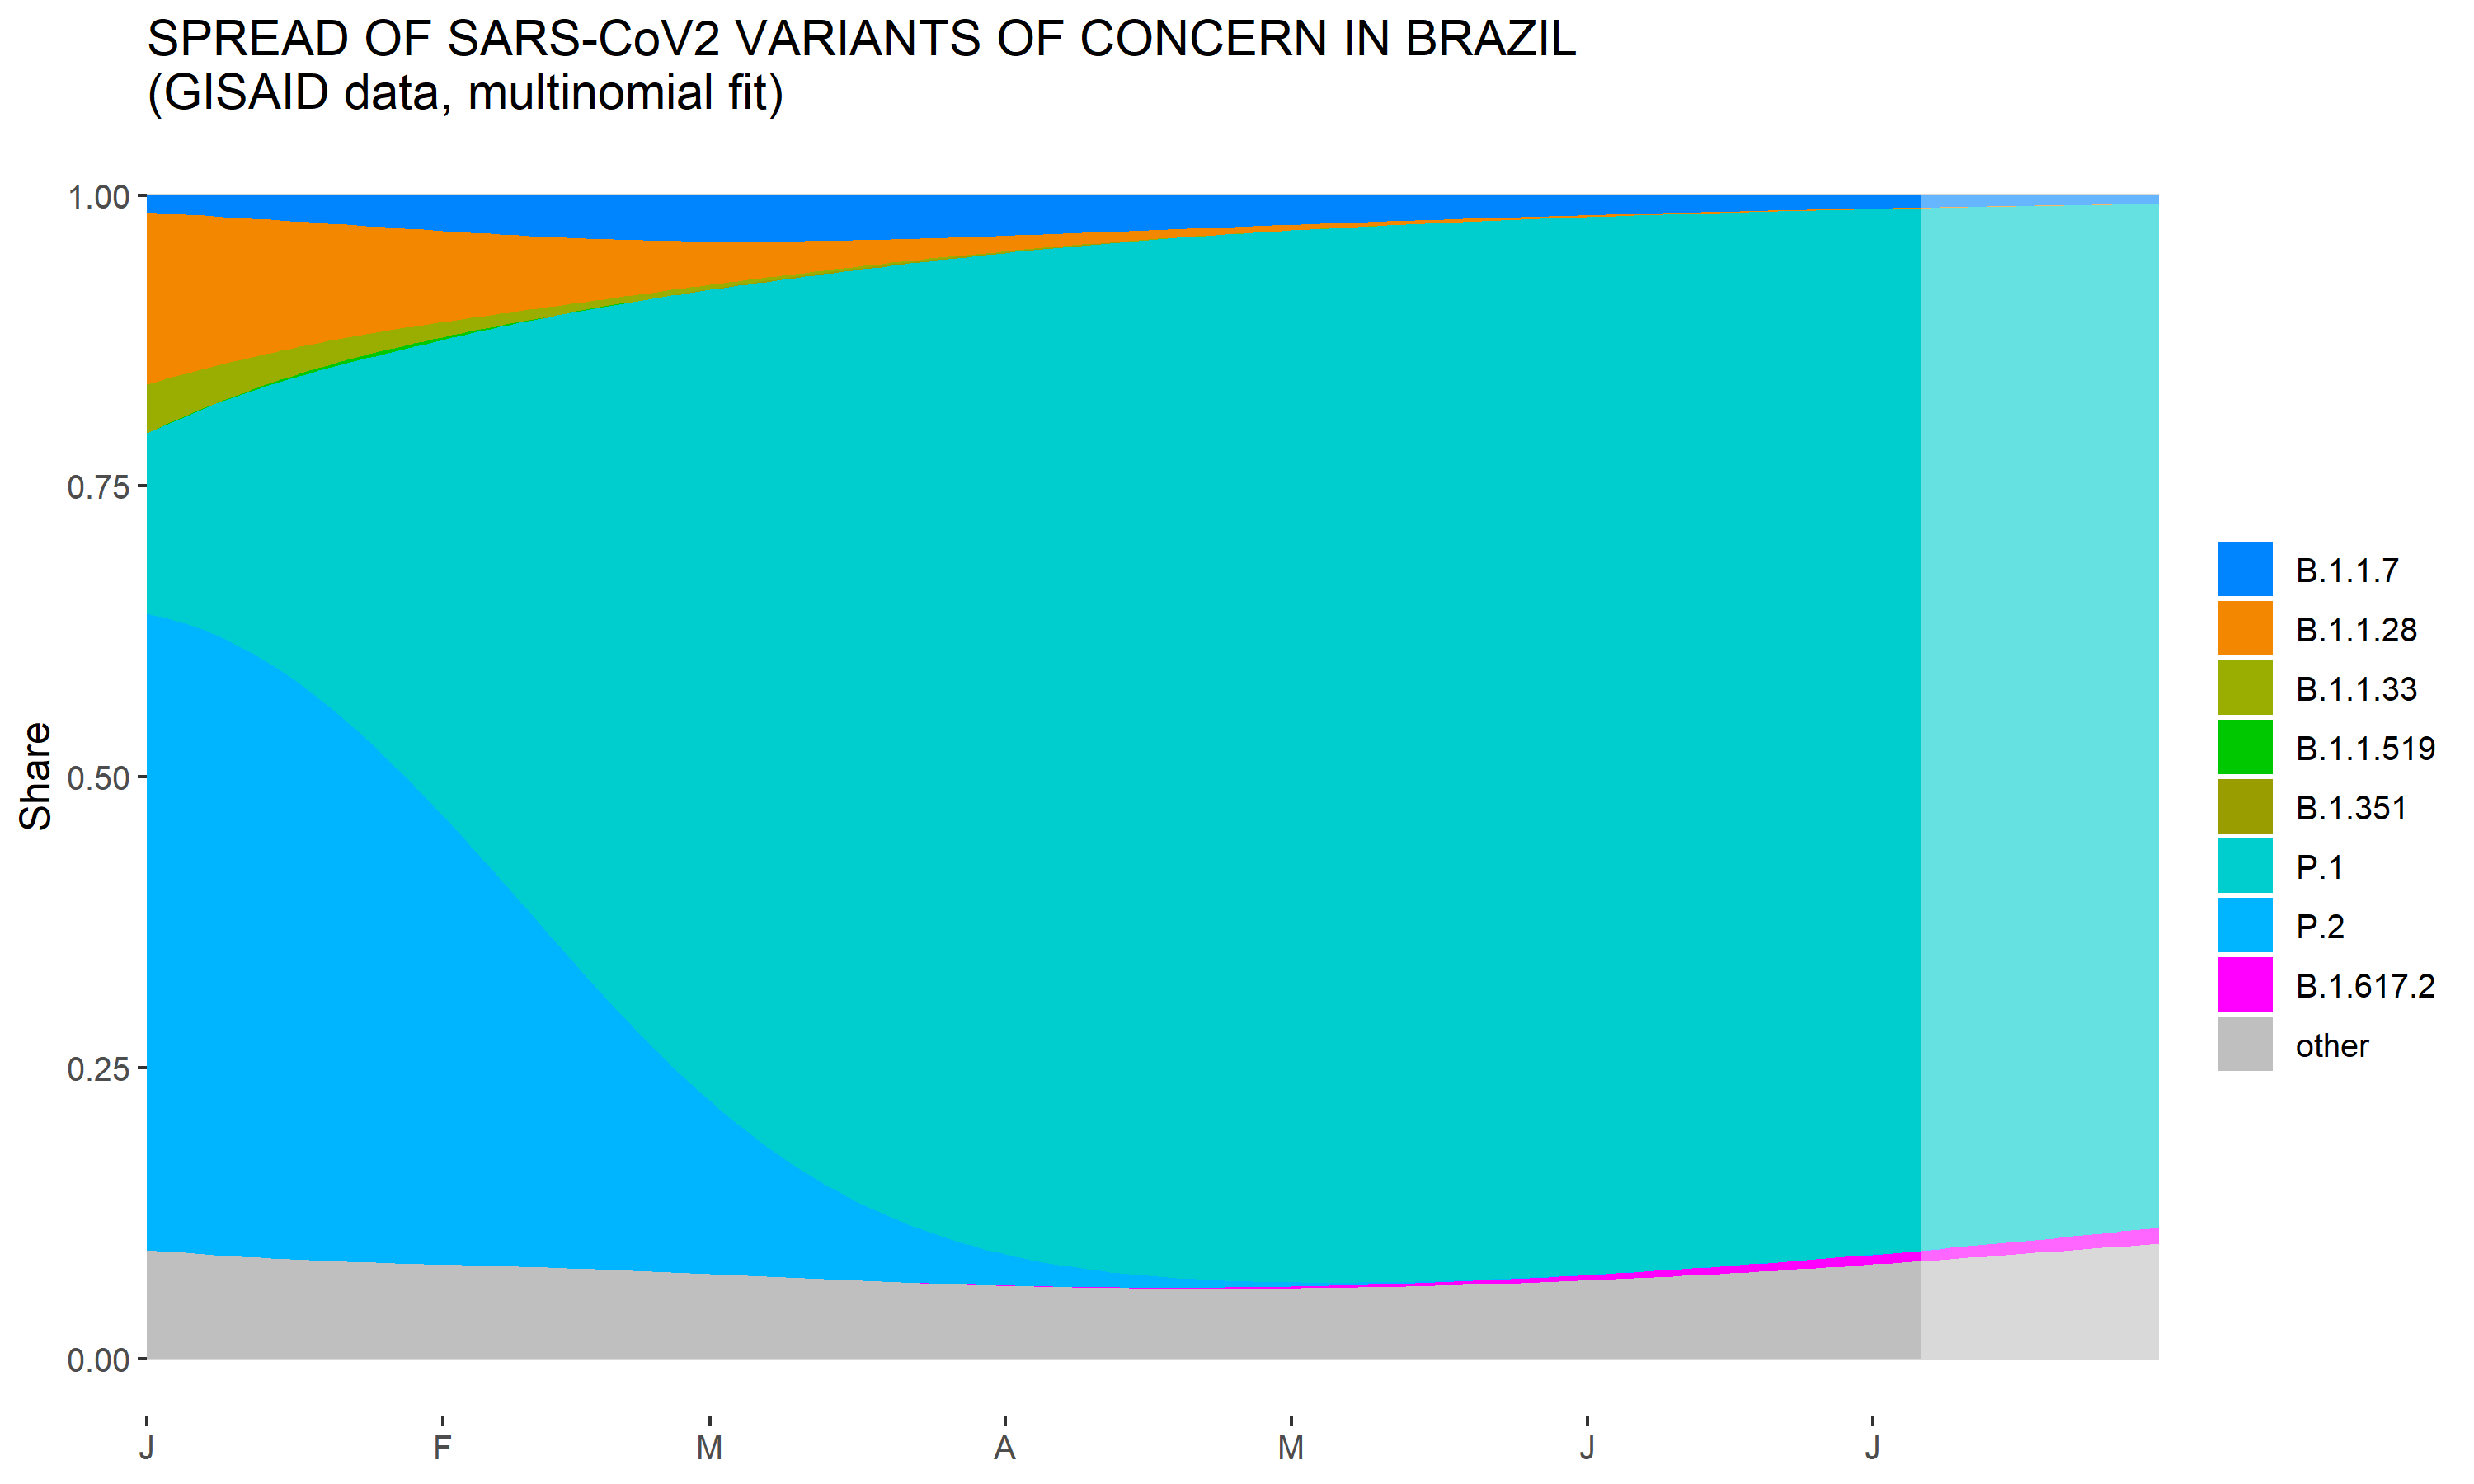 SPREAD OF SARS-CoV2 VARIANTS OF CONCERN IN BRAZIL
(GISAID data, multinomial fit)
1.00
0.75
0.50
0.25
0.00
Share
J F M A M J J
B.1.1.7
B.1.1.28
B.1.1.33
B.1.1.519
B.1.351
P.1
P.2
B.1.617.2
other